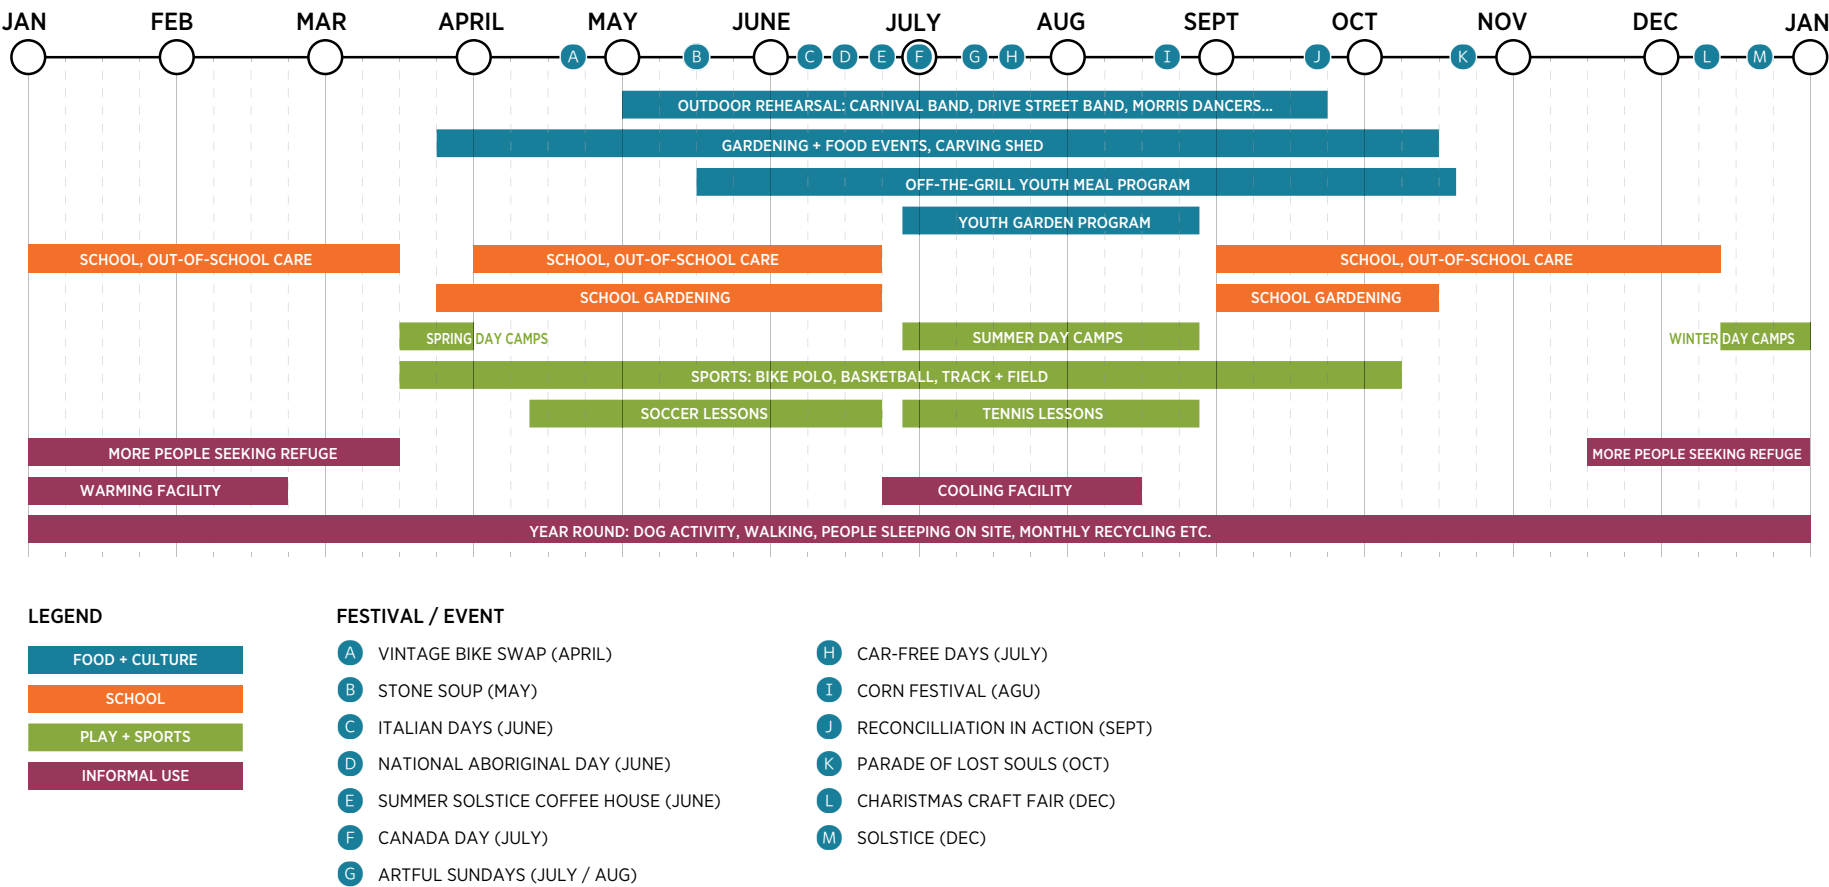 JAN FEB MAR APRIL MAY JUNE JULY AUG SEPT OCT NOV DEC JAN
A B C D E F G H I J K L M
OUTDOOR REHEARSAL: CARNIVAL BAND, DRIVE STREET BAND, MORRIS DANCERS...
GARDENING + FOOD EVENTS, CARVING SHED
OFF-THE-GRILL YOUTH MEAL PROGRAM
YOUTH GARDEN PROGRAM
SCHOOL, OUT-OF-SCHOOL CARE SCHOOL, OUT-OF-SCHOOL CARE SCHOOL, OUT-OF-SCHOOL CARE
SCHOOL GARDENING SCHOOL GARDENING
SPRING DAY CAMPS SUMMER DAY CAMPS WINTER DAY CAMPS
SPORTS: BIKE POLO, BASKETBALL, TRACK + FIELD
SOCCER LESSONS TENNIS LESSONS
MORE PEOPLE SEEKING REFUGE MORE PEOPLE SEEKING REFUGE
WARMING FACILITY COOLING FACILITY
YEAR ROUND: DOG ACTIVITY, WALKING, PEOPLE SLEEPING ON SITE, MONTHLY RECYCLING ETC.
LEGEND
FOOD + CULTURE
SCHOOL
PLAY + SPORTS
INFORMAL USE
FESTIVAL / EVENT
A VINTAGE BIKE SWAP (APRIL)
B STONE SOUP (MAY)
C ITALIAN DAYS (JUNE)
D NATIONAL ABORIGINAL DAY (JUNE)
E SUMMER SOLSTICE COFFEE HOUSE (JUNE)
F CANADA DAY (JULY)
G ARTFUL SUNDAYS (JULY / AUG)
H CAR-FREE DAYS (JULY)
I CORN FESTIVAL (AGU)
J RECONCILLIATION IN ACTION (SEPT)
K PARADE OF LOST SOULS (OCT)
L CHARISTMAS CRAFT FAIR (DEC)
M SOLSTICE (DEC)